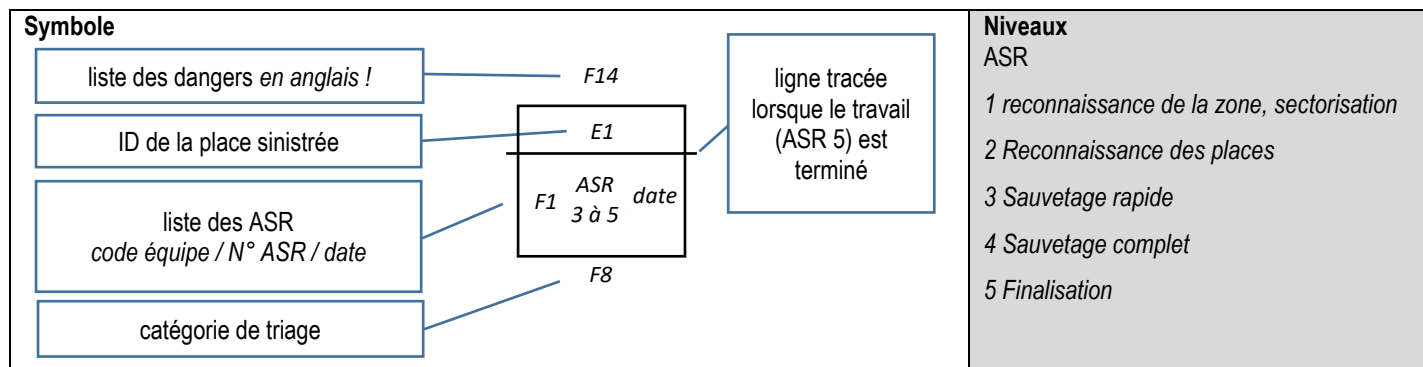 Symbole
liste des dangers en anglais !
F14
ID de la place sinistrée
E1
liste des ASR
code équipe / N° ASR / date
F1
ASR
3 à 5
date
catégorie de triage
F8
ligne tracée
lorsque le travail
(ASR 5) est
terminé
Niveaux
ASR
1 reconnaissance de la zone, sectorisation
2 Reconnaissance des places
3 Sauvetage rapide
4 Sauvetage complet
5 Finalisation